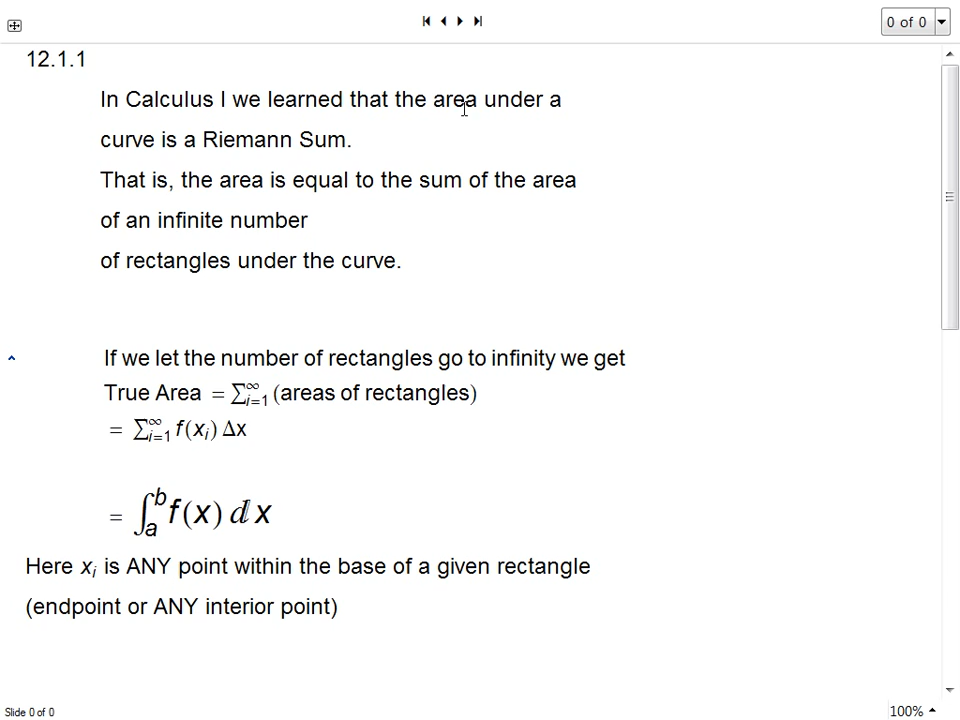 0 of 0
12.1.1
In Calculus I we learned that the area under a
curve is a Riemann Sum.
That is, the area is equal to the sum of the area
of an infinite number
of rectangles under the curve.
If we let the number of rectangles go to infinity we get
True Area = ∑_{i=1}^{∞} (areas of rectangles)
= ∑_{i=1}^{∞} f(x_i) Δx
= ∫_a^b f(x) ⅆx
Here x_i is ANY point within the base of a given rectangle
(endpoint or ANY interior point)
Slide 0 of 0
100%